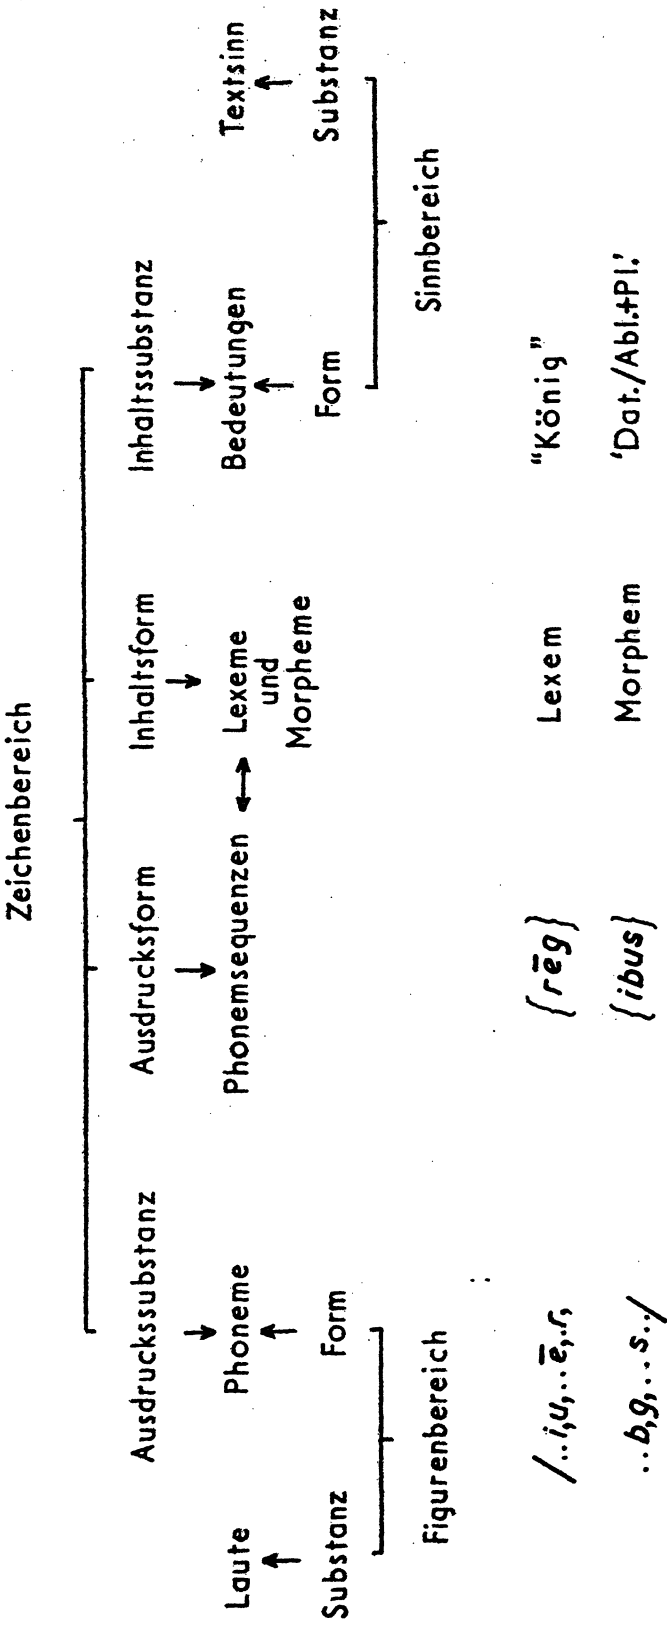 Zeichenbereich
Ausdruckssubstanz Ausdrucksform Inhaltsform Inhaltssubstanz
Laute Phoneme Phonemsequenzen Lexeme und Morpheme Bedeutungen Textsinn
Substanz Form Form Substanz
Figurenbereich Sinnbereich
/..i,u,..ē,..r, {rēg} Lexem “König”
..b,g,..s../ {ibus} Morphem 'Dat./Abl.+Pl.'